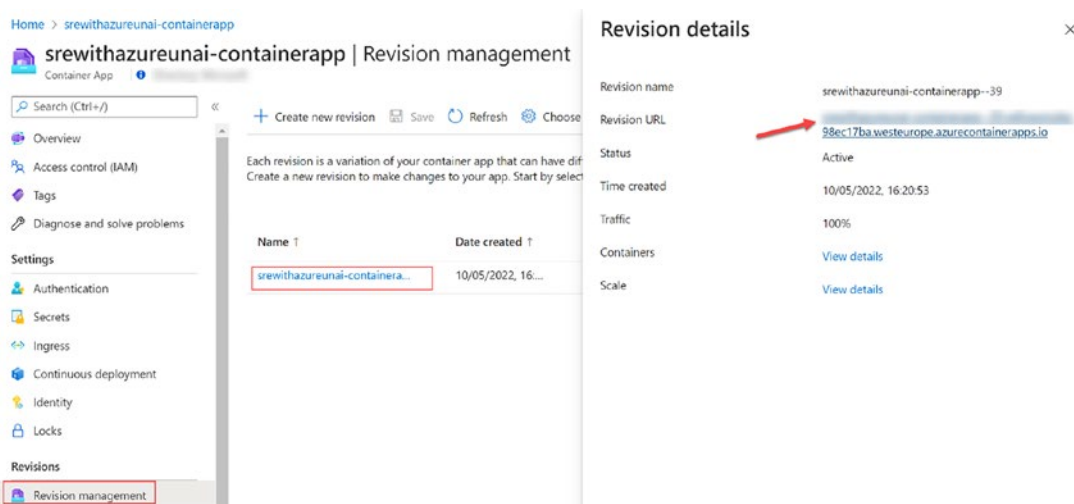 Home > srewithazureunai-containerapp
srewithazureunai-containerapp | Revision management
Container App
Search (Ctrl+/)
Overview
Access control (IAM)
Tags
Diagnose and solve problems
Settings
Authentication
Secrets
Ingress
Continuous deployment
Identity
Locks
Revisions
Revision management
Create new revision Save Refresh Choose
Each revision is a variation of your container app that can have dif
Create a new revision to make changes to your app. Start by select
Name ↑ Date created ↑
srewithazureunai-containera... 10/05/2022, 16:...
Revision details
Revision name srewithazureunai-containerapp--39
Revision URL
98ec17ba.westeurope.azurecontainerapps.io
Status Active
Time created 10/05/2022, 16:20:53
Traffic 100%
Containers View details
Scale View details